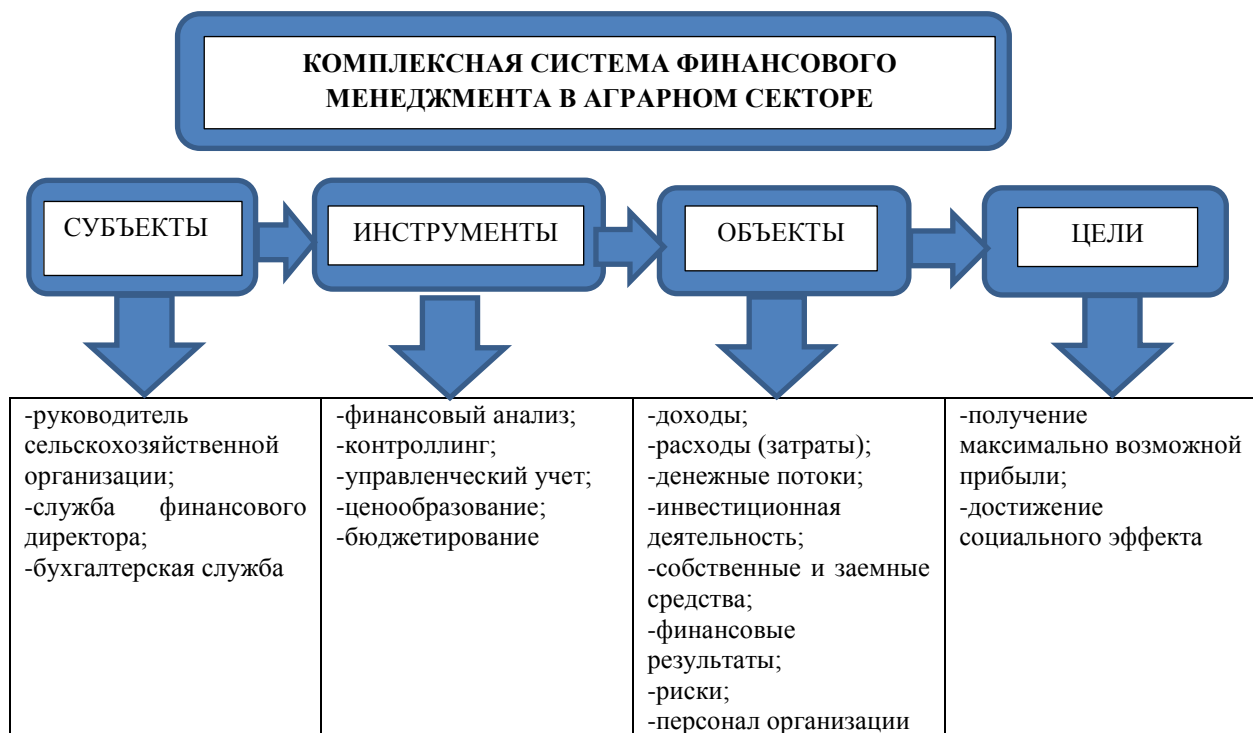 КОМПЛЕКСНАЯ СИСТЕМА ФИНАНСОВОГО
МЕНЕДЖМЕНТА В АГРАРНОМ СЕКТОРЕ
СУБЪЕКТЫ
ИНСТРУМЕНТЫ
ОБЪЕКТЫ
ЦЕЛИ
-руководитель
сельскохозяйственной
организации;
-служба финансового
директора;
-бухгалтерская служба
-финансовый анализ;
-контроллинг;
-управленческий учет;
-ценообразование;
-бюджетирование
-доходы;
-расходы (затраты);
-денежные потоки;
-инвестиционная
деятельность;
-собственные и заемные
средства;
-финансовые
результаты;
-риски;
-персонал организации
-получение
максимально возможной
прибыли;
-достижение
социального эффекта